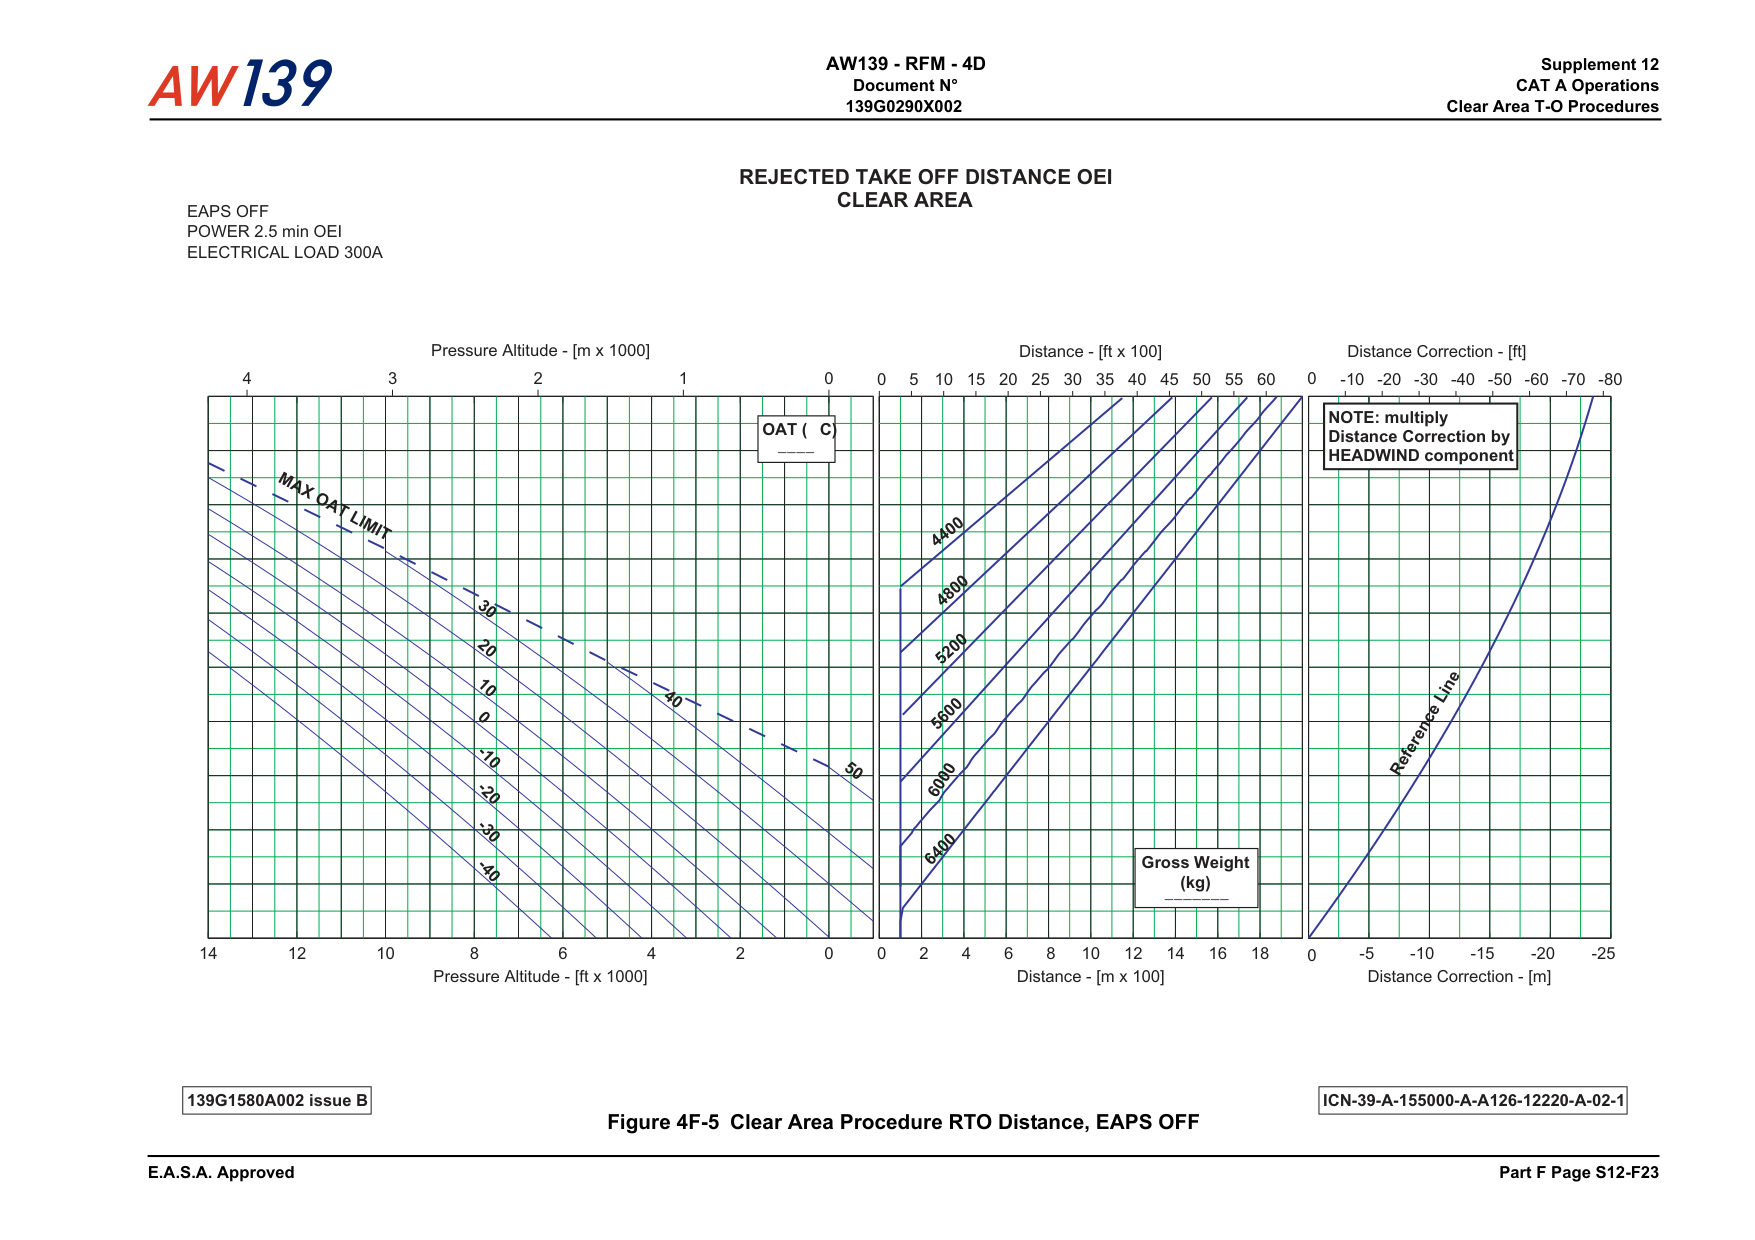 AW139
AW139 - RFM - 4D
Document N°
139G0290X002
Supplement 12
CAT A Operations
Clear Area T-O Procedures
REJECTED TAKE OFF DISTANCE OEI
CLEAR AREA
EAPS OFF
POWER 2.5 min OEI
ELECTRICAL LOAD 300A
Pressure Altitude - [m x 1000]
4 3 2 1 0
OAT ( C)
____
MAX OAT LIMIT
30
20
10
0
-10
-20
-30
-40
40
50
14 12 10 8 6 4 2 0
Pressure Altitude - [ft x 1000]
Distance - [ft x 100]
0 5 10 15 20 25 30 35 40 45 50 55 60
4400
4800
5200
5600
6000
6400
Gross Weight
(kg)
_______
0 2 4 6 8 10 12 14 16 18
Distance - [m x 100]
Distance Correction - [ft]
0 -10 -20 -30 -40 -50 -60 -70 -80
NOTE: multiply
Distance Correction by
HEADWIND component
Reference Line
0 -5 -10 -15 -20 -25
Distance Correction - [m]
139G1580A002 issue B
ICN-39-A-155000-A-A126-12220-A-02-1
Figure 4F-5 Clear Area Procedure RTO Distance, EAPS OFF
E.A.S.A. Approved
Part F Page S12-F23